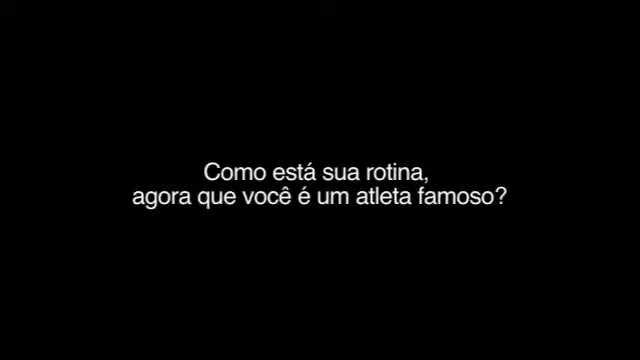 Como está sua rotina,
agora que você é um atleta famoso?